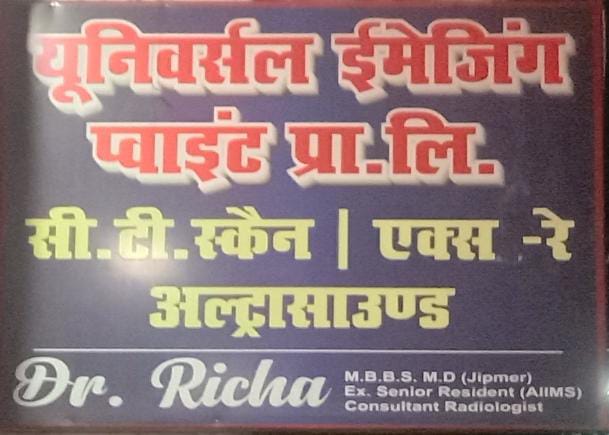 यूनिवर्सल ईमेजिंग
प्वाइंट प्रा.लि.
सी.टी.स्कैन | एक्स -रे
अल्ट्रासाउण्ड
Dr. Richa
M.B.B.S. M.D (Jipmer)
Ex. Senior Resident (AIIMS)
Consultant Radiologist